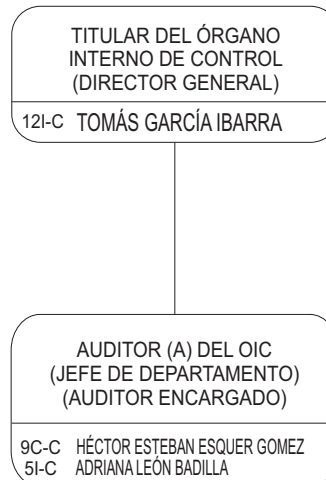 TITULAR DEL ÓRGANO
INTERNO DE CONTROL
(DIRECTOR GENERAL)
12I-C TOMÁS GARCÍA IBARRA
AUDITOR (A) DEL OIC
(JEFE DE DEPARTAMENTO)
(AUDITOR ENCARGADO)
9C-C HÉCTOR ESTEBAN ESQUER GOMEZ
5I-C ADRIANA LEÓN BADILLA